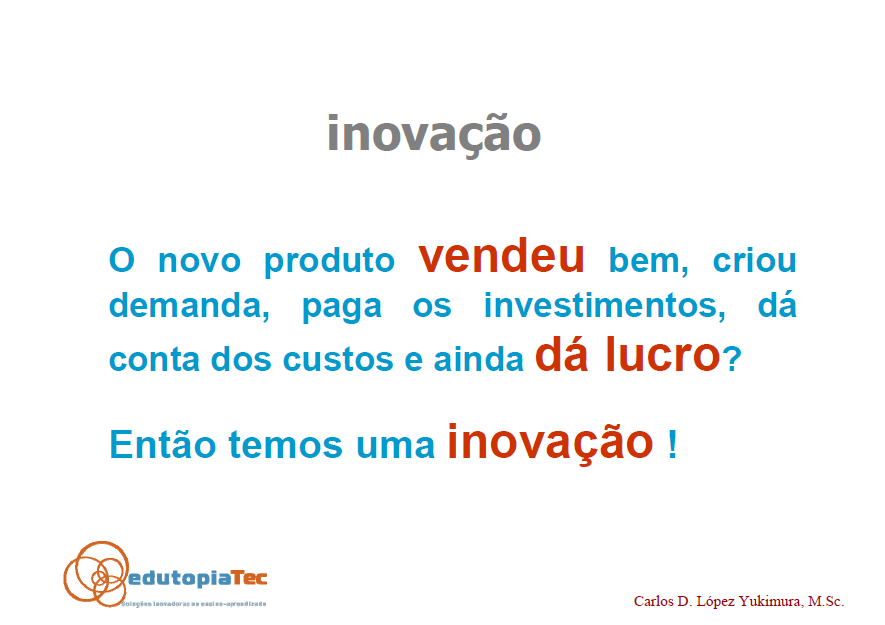 inovação
O novo produto vendeu bem, criou
demanda, paga os investimentos, dá
conta dos custos e ainda dá lucro?
Então temos uma inovação !
edutopiaTec
Soluções Inovadoras no ensino-aprendizado
Carlos D. López Yukimura, M.Sc.